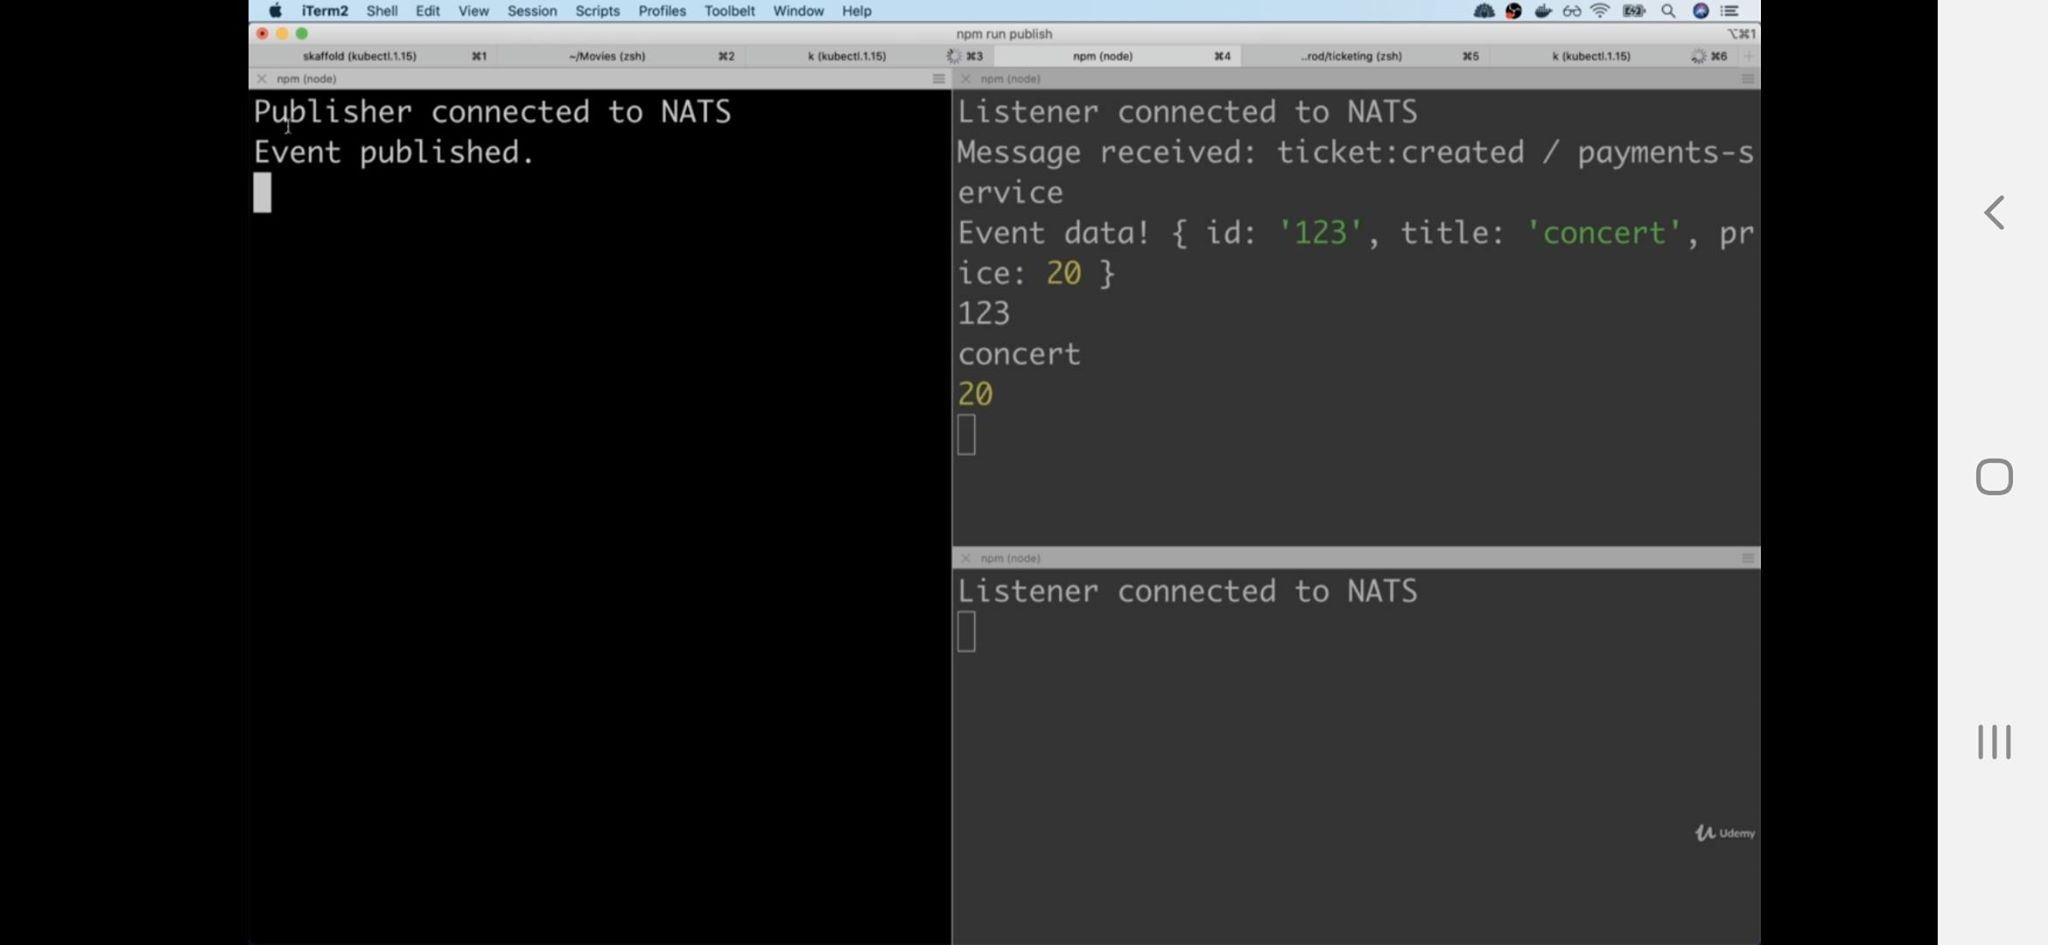 iTerm2 Shell Edit View Session Scripts Profiles Toolbelt Window Help
npm run publish ⌥⌘1
skaffold (kubectl.1.15) ⌘1 ~/Movies (zsh) ⌘2 k (kubectl.1.15) ⌘3 npm (node) ⌘4 ..rod/ticketing (zsh) ⌘5 k (kubectl.1.15) ⌘6
npm (node)
Publisher connected to NATS
Event published.
npm (node)
Listener connected to NATS
Message received: ticket:created / payments-s
ervice
Event data! { id: '123', title: 'concert', pr
ice: 20 }
123
concert
20
npm (node)
Listener connected to NATS
Udemy